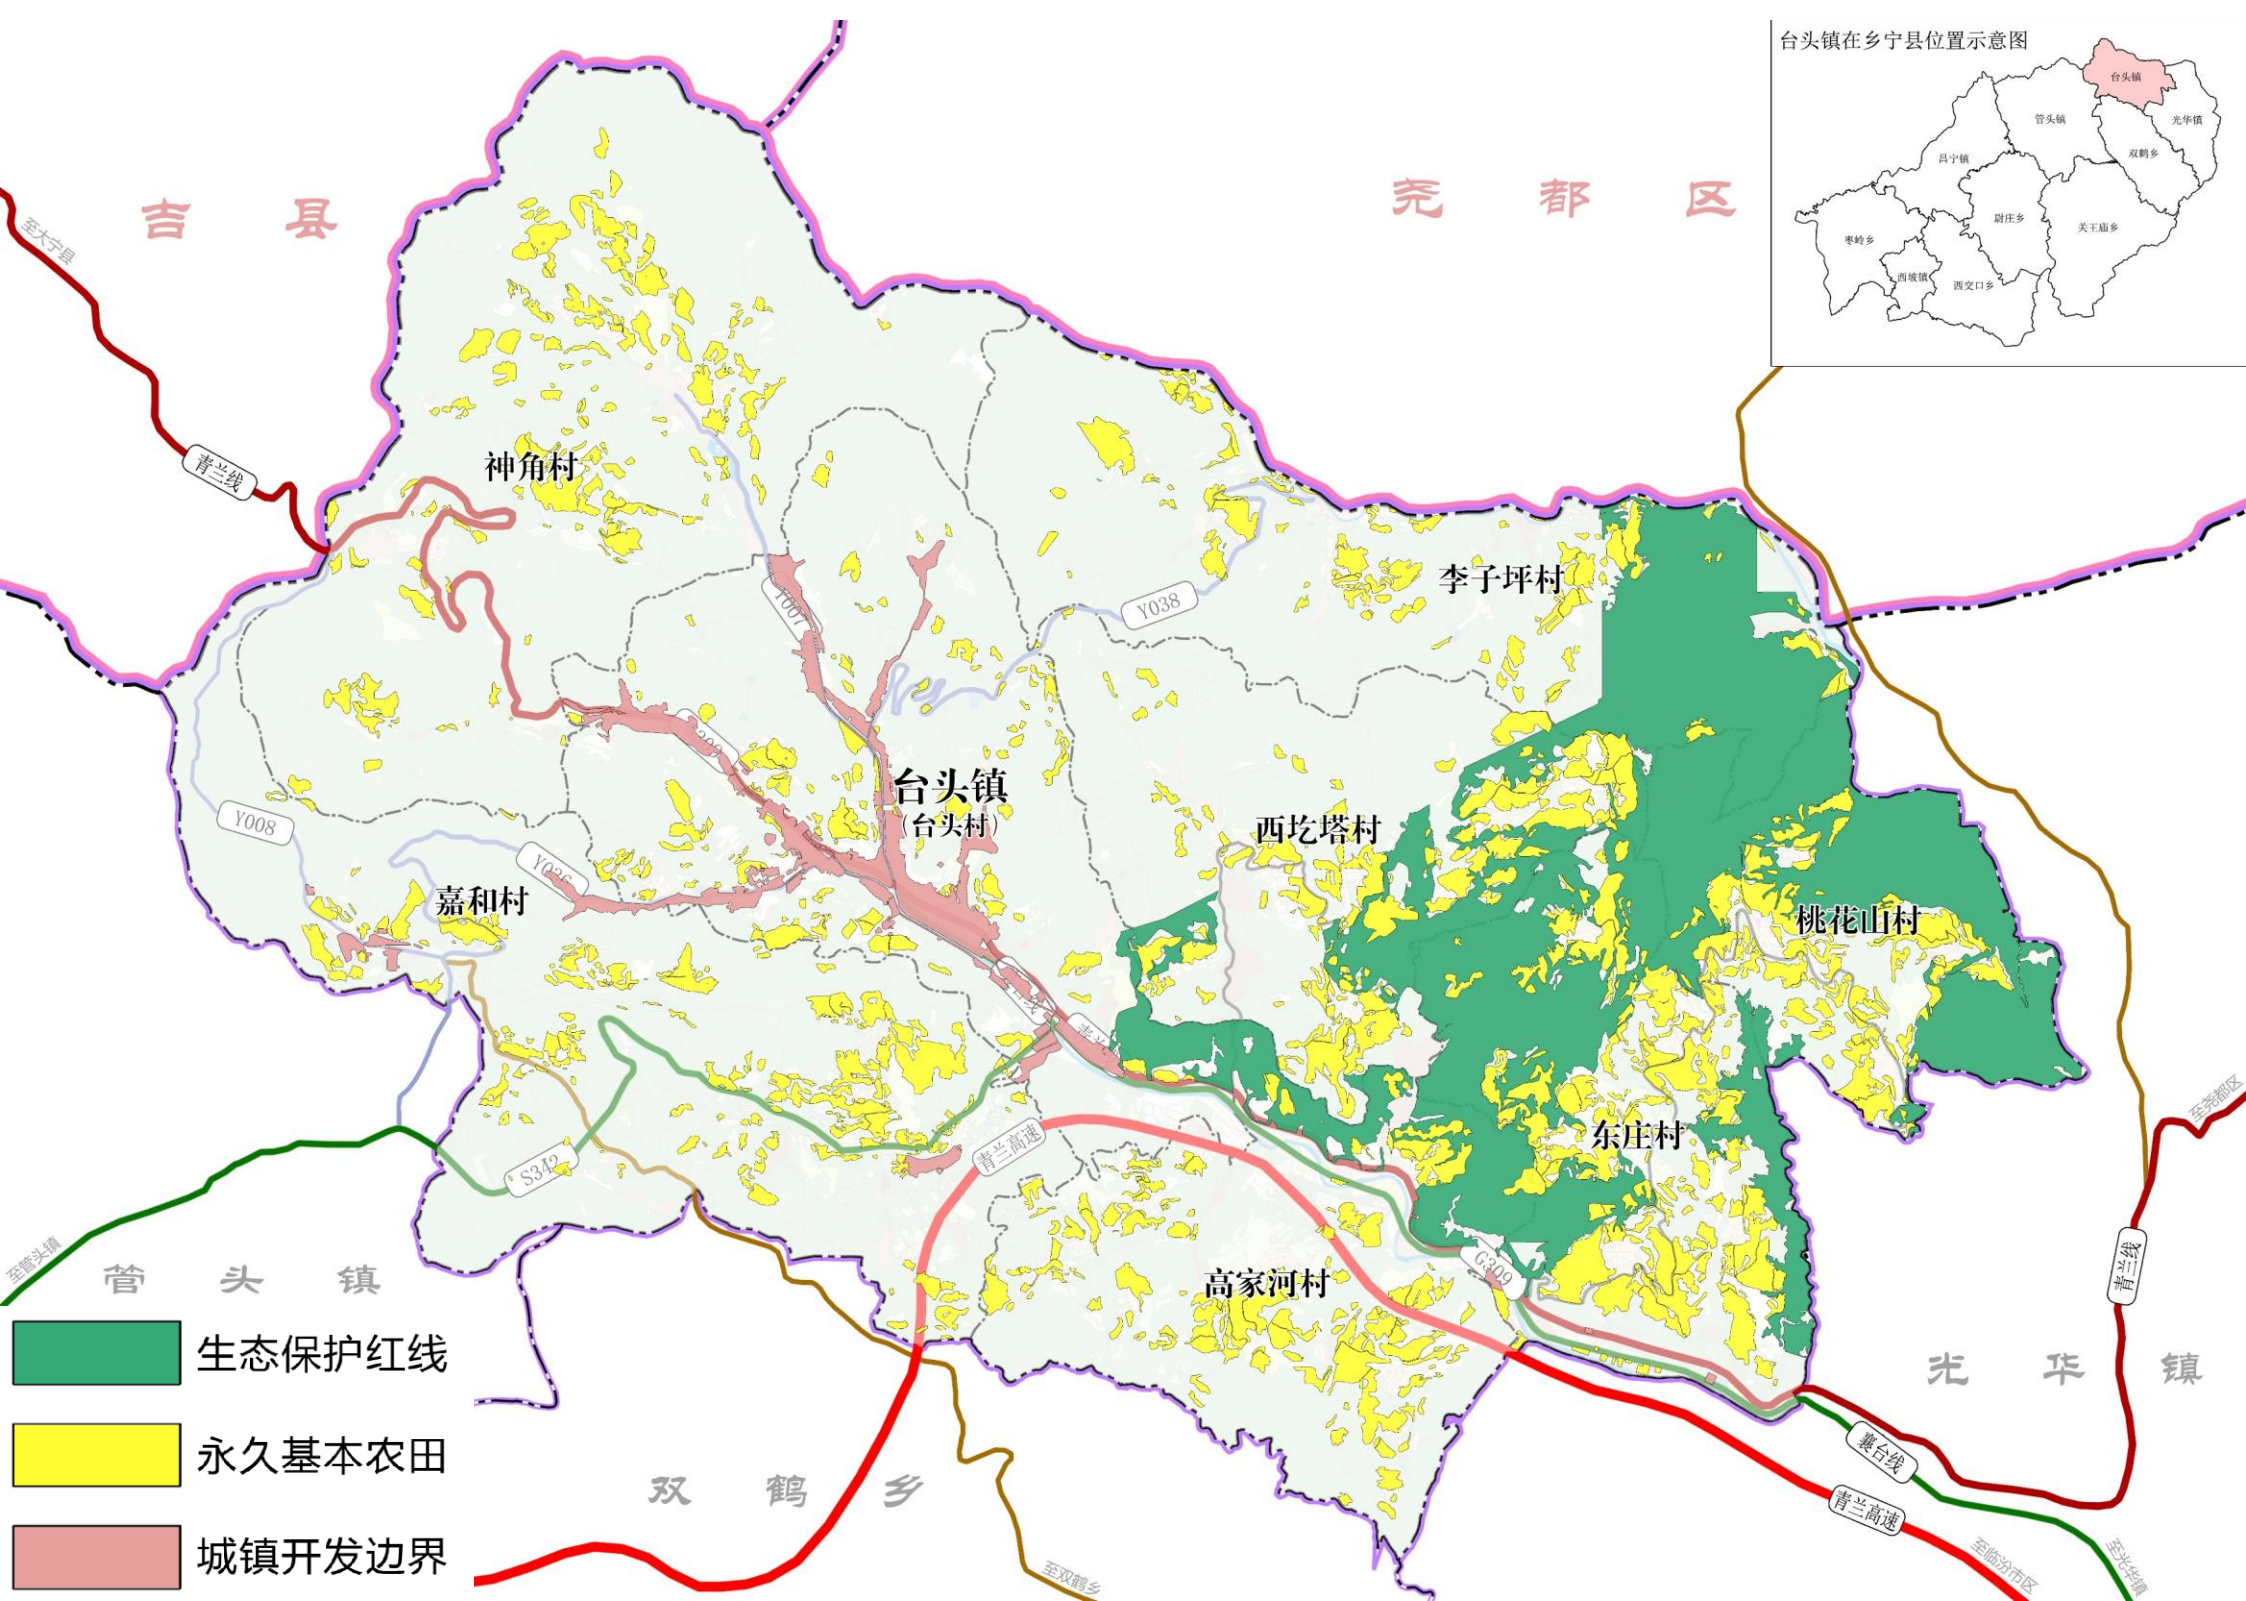 台头镇在乡宁县位置示意图
台头镇
管头镇
光华镇
双鹤乡
昌宁镇
尉庄乡
关王庙乡
枣岭乡
西坡镇
西交口乡
吉 县
尧 都 区
至大宁县
青兰线
神角村
李子坪村
Y007
Y038
台头镇
(台头村)
西圪塔村
Y008
嘉和村
桃花山村
东庄村
至尧都区
青兰高速
S342
至管头镇
管 头 镇
高家河村
G309
青兰线
生态保护红线
永久基本农田
城镇开发边界
光 华 镇
双 鹤 乡
襄台线
青兰高速
至双鹤乡
至临汾市区
至光华镇